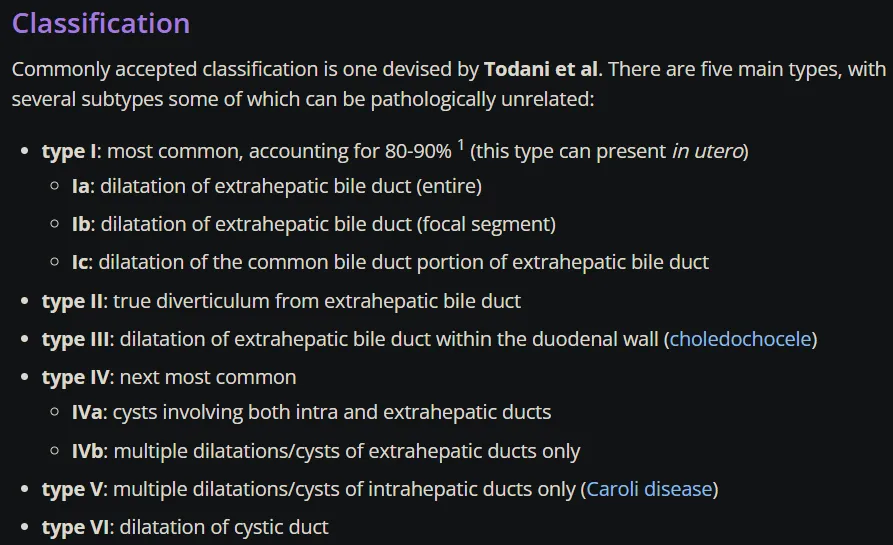 Classification
Commonly accepted classification is one devised by Todani et al. There are five main types, with
several subtypes some of which can be pathologically unrelated:
type I: most common, accounting for 80-90% 1 (this type can present in utero)
Ia: dilatation of extrahepatic bile duct (entire)
Ib: dilatation of extrahepatic bile duct (focal segment)
Ic: dilatation of the common bile duct portion of extrahepatic bile duct
type II: true diverticulum from extrahepatic bile duct
type III: dilatation of extrahepatic bile duct within the duodenal wall (choledochocele)
type IV: next most common
IVa: cysts involving both intra and extrahepatic ducts
IVb: multiple dilatations/cysts of extrahepatic ducts only
type V: multiple dilatations/cysts of intrahepatic ducts only (Caroli disease)
type VI: dilatation of cystic duct